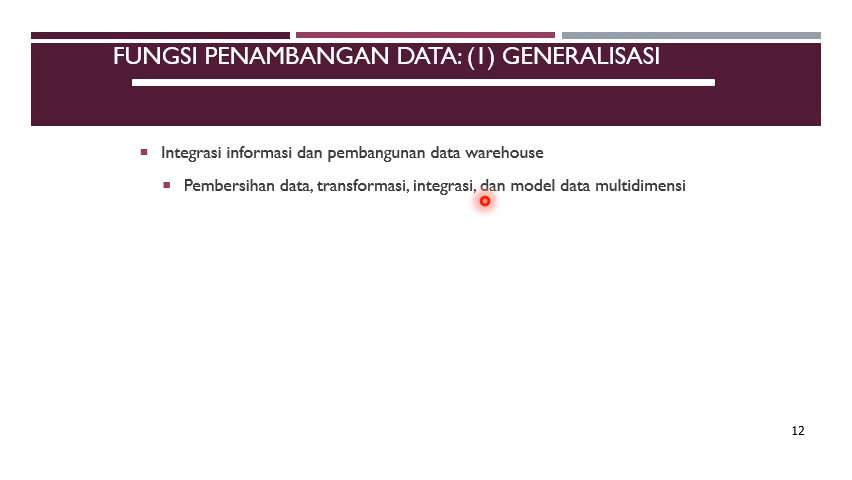 FUNGSI PENAMBANGAN DATA: (1) GENERALISASI
Integrasi informasi dan pembangunan data warehouse
Pembersihan data, transformasi, integrasi, dan model data multidimensi
12